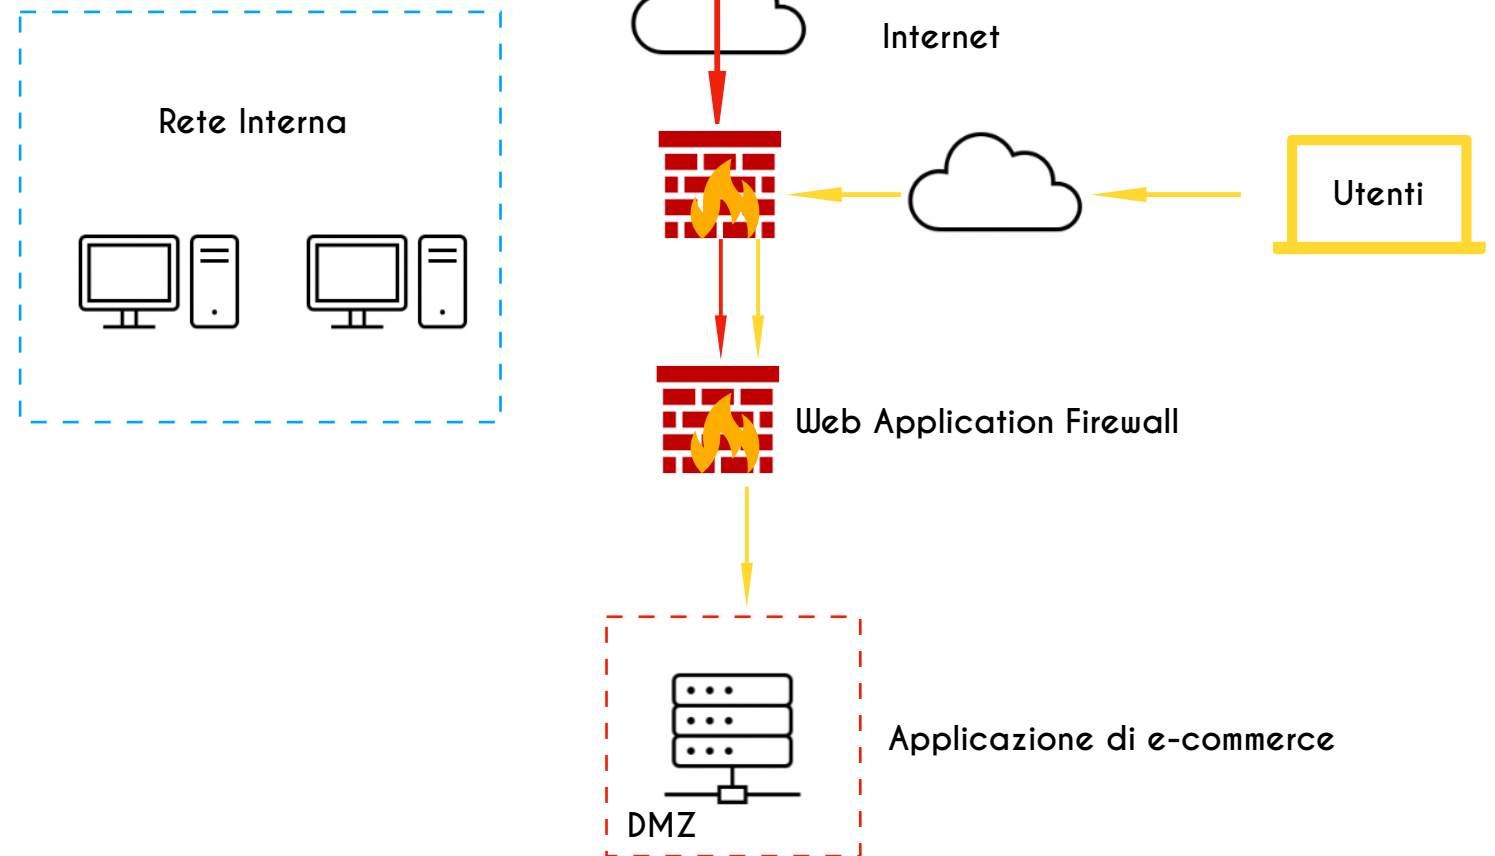 Internet
Rete Interna
Utenti
Web Application Firewall
Applicazione di e-commerce
DMZ